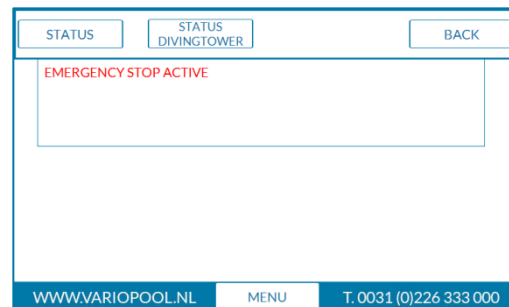 STATUS
STATUS
DIVINGTOWER
BACK
EMERGENCY STOP ACTIVE
WWW.VARIOPOOL.NL
MENU
T. 0031 (0)226 333 000